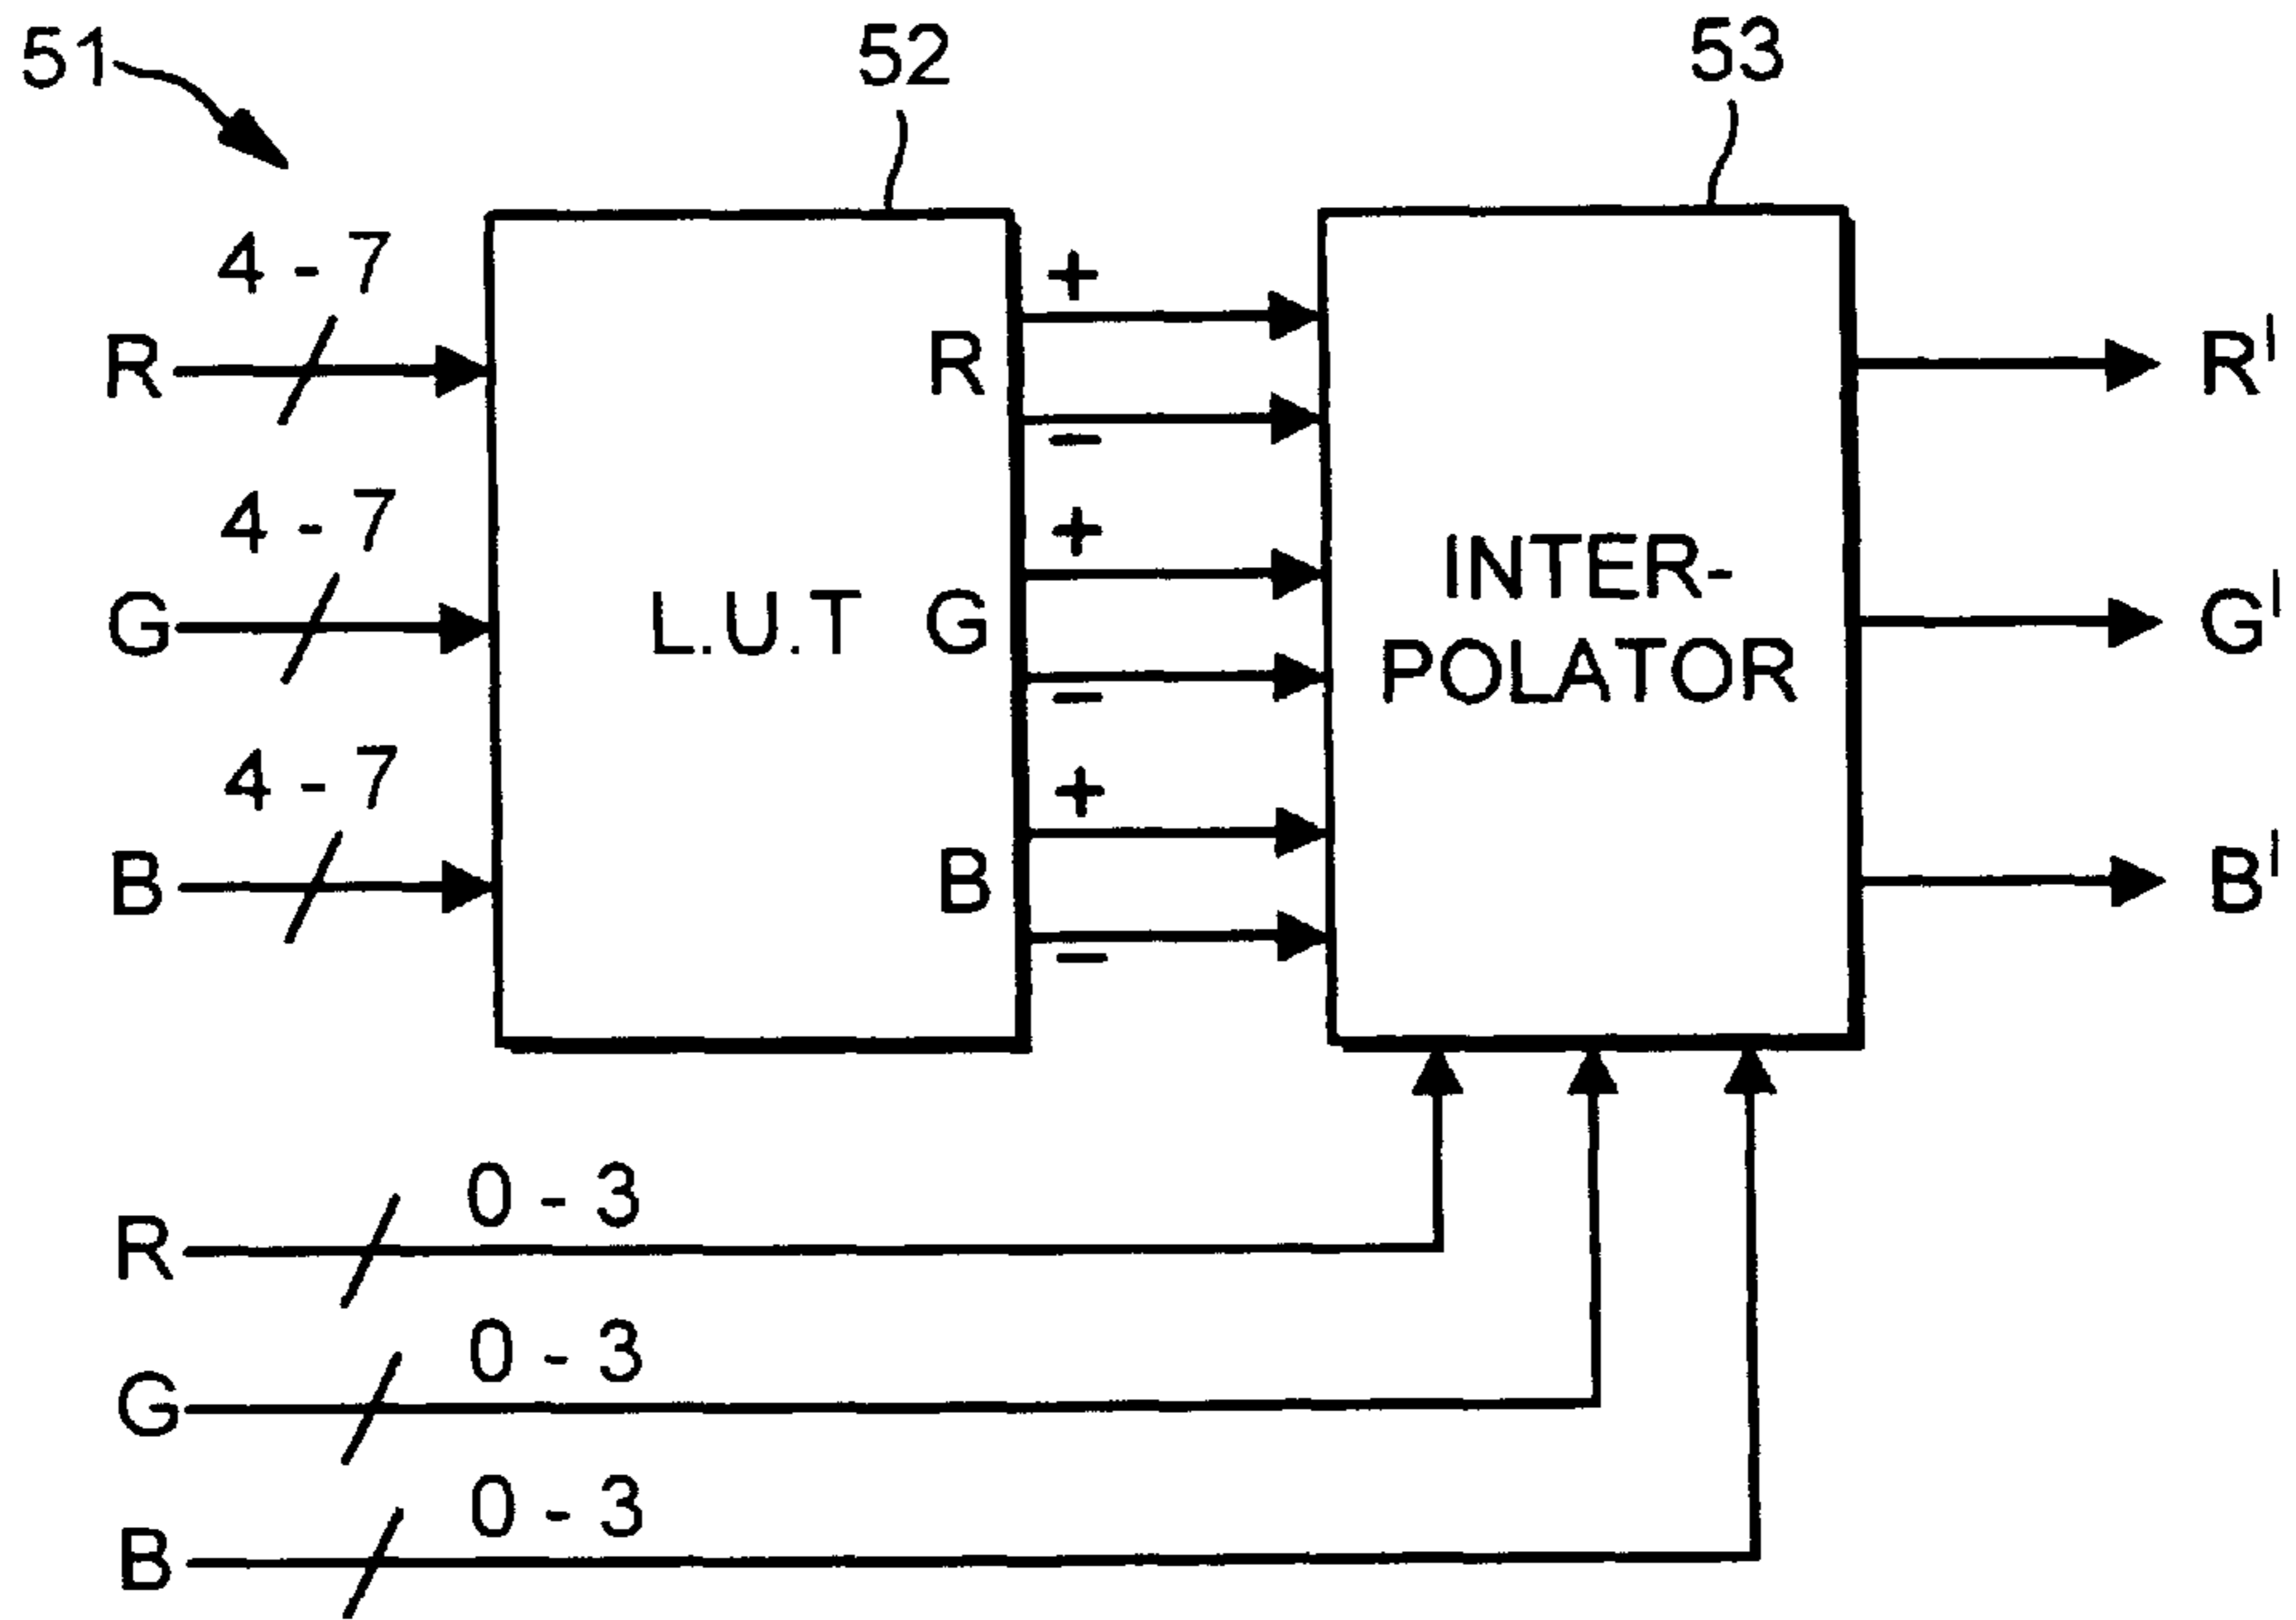 51
52
53
4 - 7
R
4 - 7
G
4 - 7
B
L.U.T
R
+
-
G
+
-
B
+
-
INTER-
POLATOR
R'
G'
B'
R
0 - 3
G
0 - 3
B
0 - 3